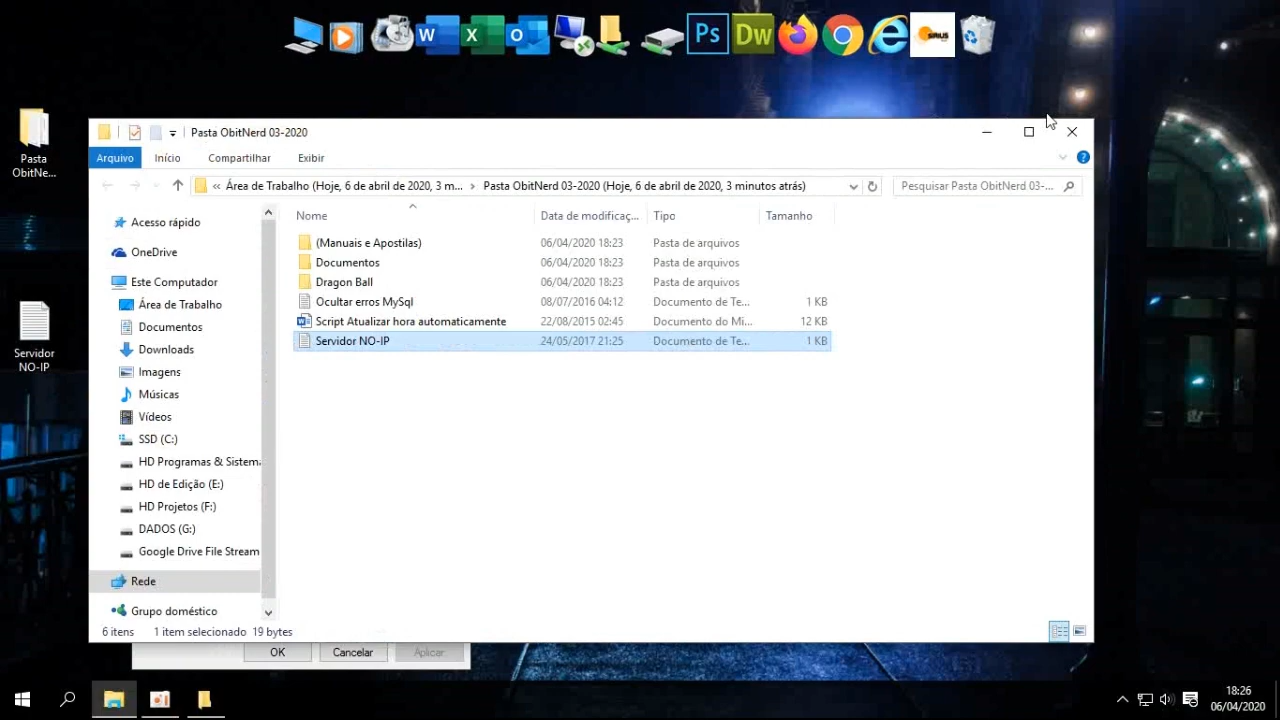 W
X
O
Ps
Dw
SIRIUS
Pasta
ObitNe...
Servidor
NO-IP
Pasta ObitNerd 03-2020
Arquivo
Início
Compartilhar
Exibir
?
« Área de Trabalho (Hoje, 6 de abril de 2020, 3 m... > Pasta ObitNerd 03-2020 (Hoje, 6 de abril de 2020, 3 minutos atrás)
Pesquisar Pasta ObitNerd 03-...
Acesso rápido
OneDrive
Este Computador
Área de Trabalho
Documentos
Downloads
Imagens
Músicas
Vídeos
SSD (C:)
HD Programas & Sistema
HD de Edição (E:)
HD Projetos (F:)
DADOS (G:)
Google Drive File Stream
Rede
Grupo doméstico
Nome Data de modificaç... Tipo Tamanho
(Manuais e Apostilas) 06/04/2020 18:23 Pasta de arquivos
Documentos 06/04/2020 18:23 Pasta de arquivos
Dragon Ball 06/04/2020 18:23 Pasta de arquivos
Ocultar erros MySql 08/07/2016 04:12 Documento de Te... 1 KB
Script Atualizar hora automaticamente 22/08/2015 02:45 Documento do Mi... 12 KB
Servidor NO-IP 24/05/2017 21:25 Documento de Te... 1 KB
6 itens 1 item selecionado 19 bytes
OK Cancelar Aplicar
18:26
06/04/2020